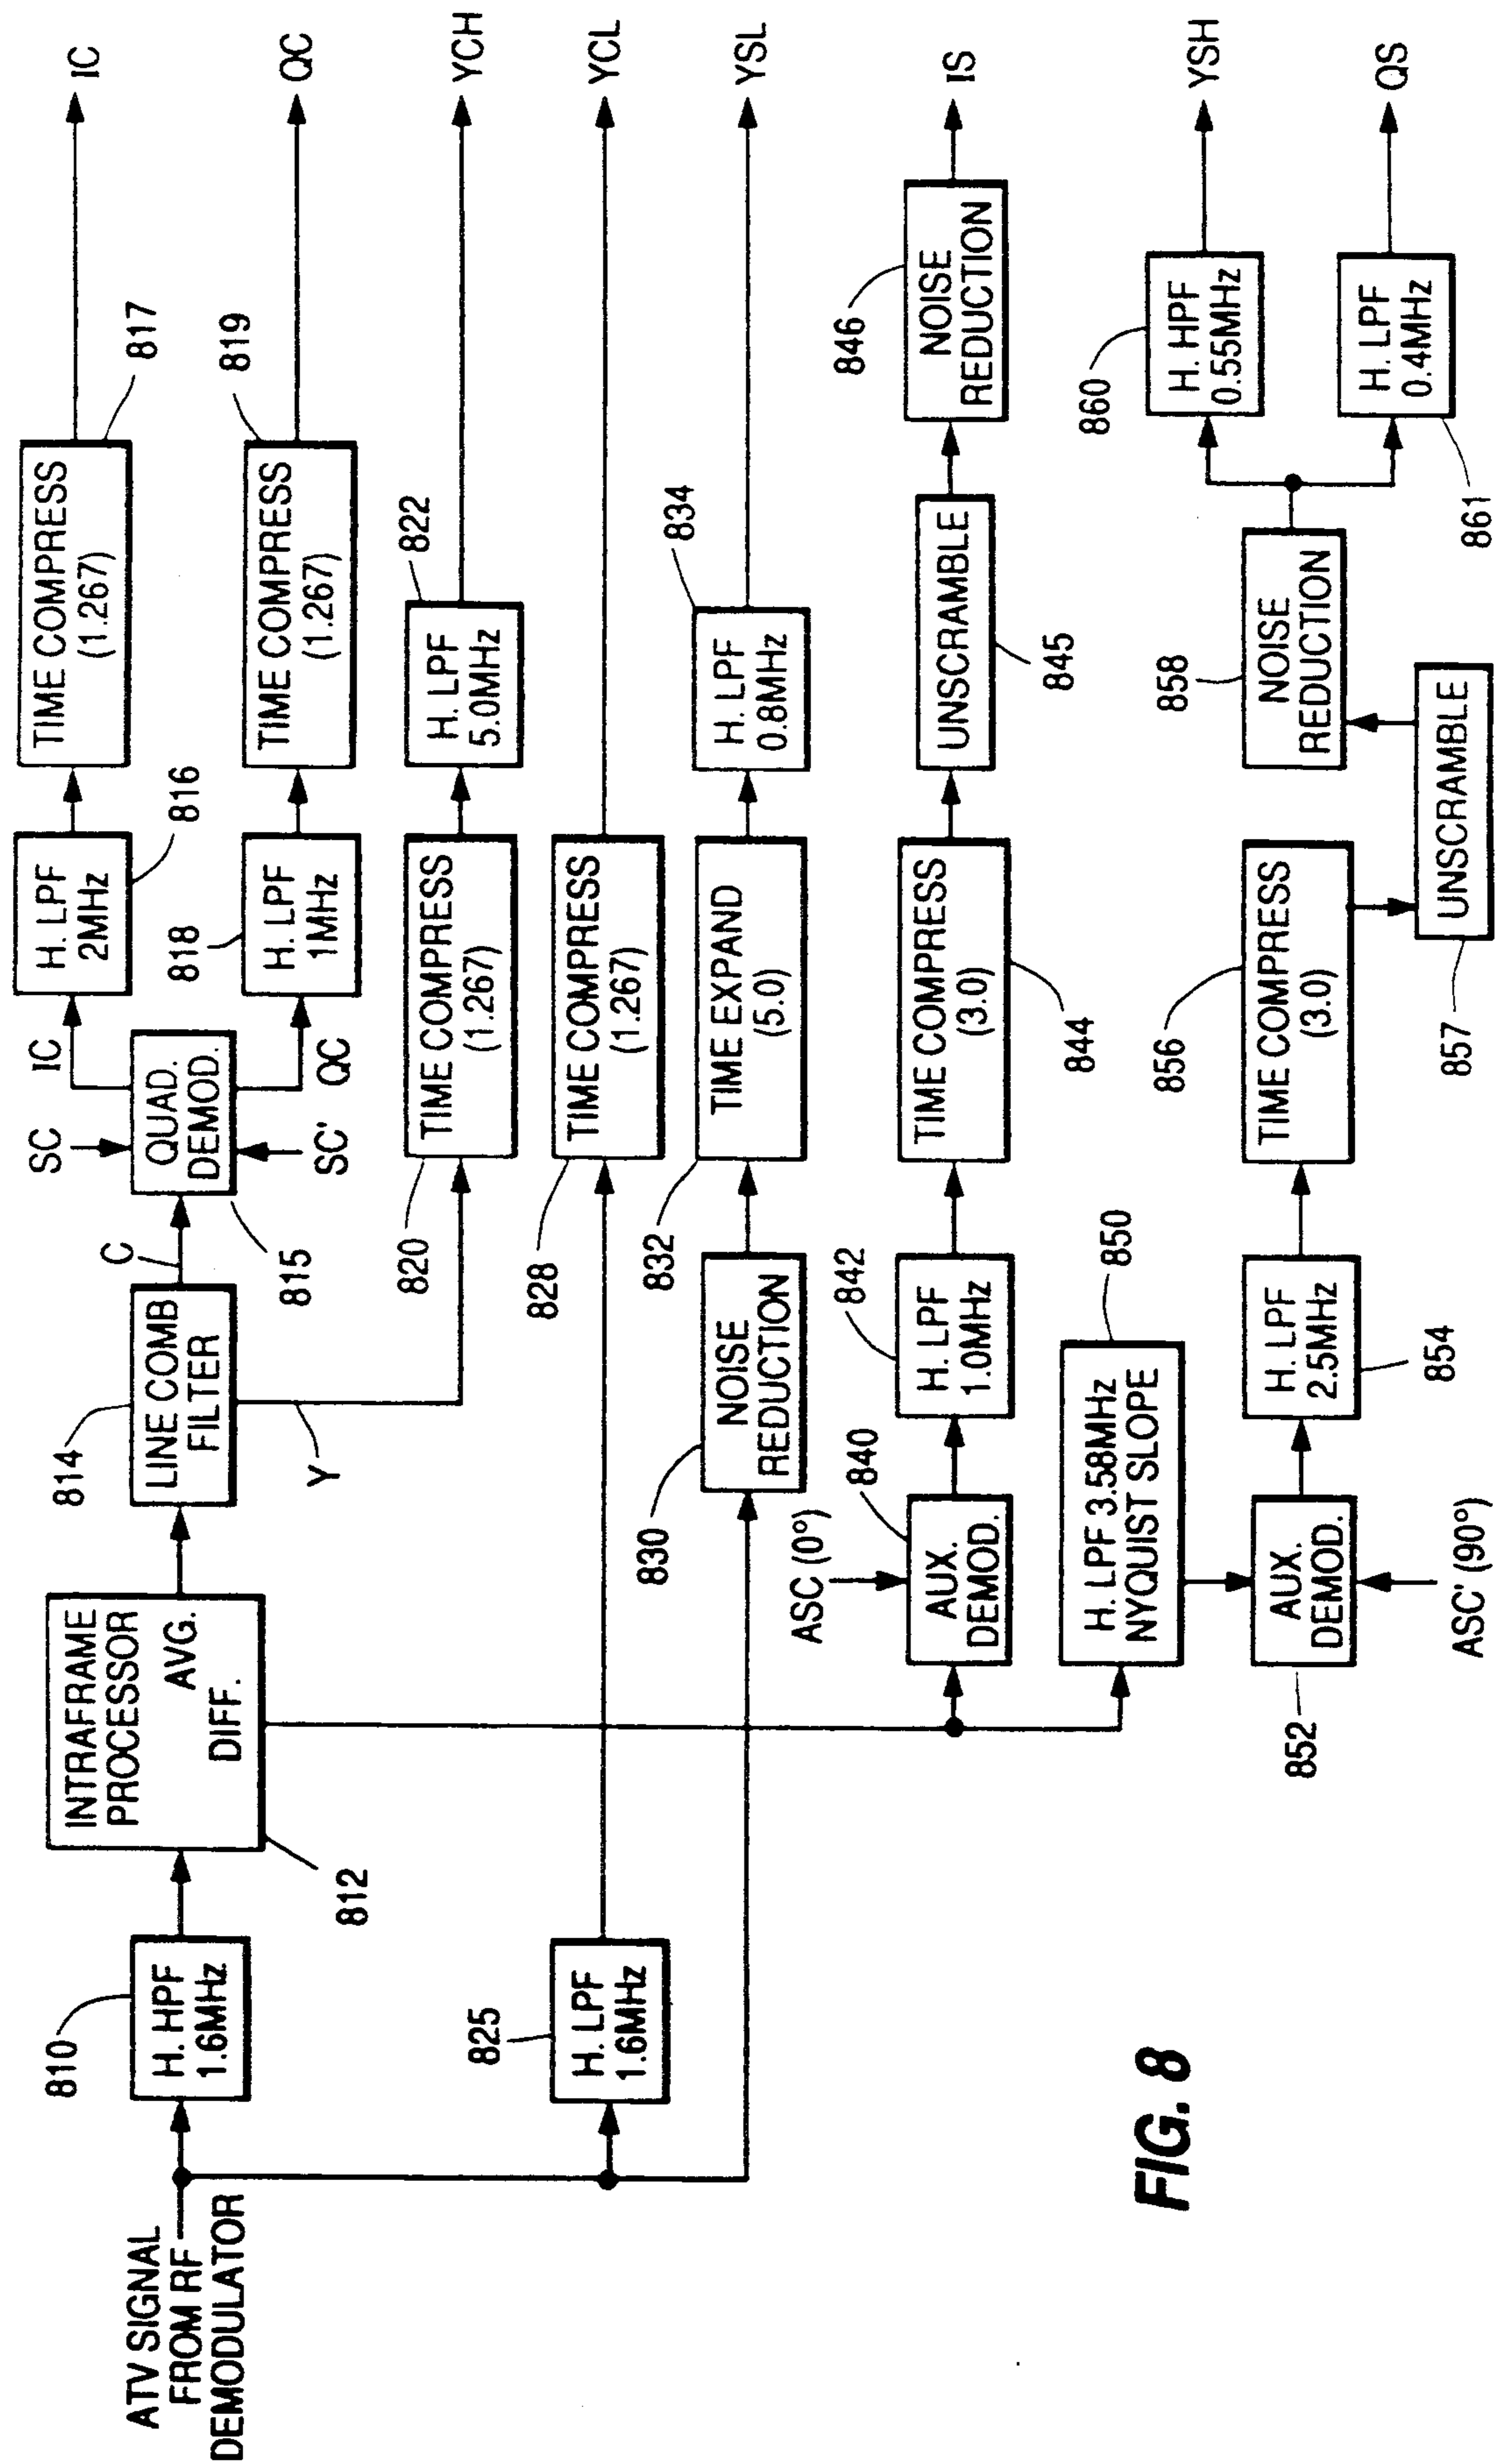 ATV SIGNAL
FROM RF
DEMODULATOR
810
H. HPF
1.6MHz
INTRAFRAME
PROCESSOR
AVG.
DIFF.
812
814
LINE COMB
FILTER
C
Y
SC
QUAD.
DEMOD.
SC'
815
IC
QC
H. LPF
2MHz
816
TIME COMPRESS
(1.267)
817
IC
818
H. LPF
1MHz
TIME COMPRESS
(1.267)
819
QC
820
TIME COMPRESS
(1.267)
H. LPF
5.0MHz
822
YCH
825
H. LPF
1.6MHz
828
TIME COMPRESS
(1.267)
YCL
830
NOISE
REDUCTION
832
TIME EXPAND
(5.0)
H. LPF
0.8MHz
834
YSL
ASC (0°)
840
AUX.
DEMOD.
842
H. LPF
1.0MHz
TIME COMPRESS
(3.0)
844
UNSCRAMBLE
845
846
NOISE
REDUCTION
IS
H. LPF 3.58MHz
NYQUIST SLOPE
850
AUX.
DEMOD.
852
ASC' (90°)
H. LPF
2.5MHz
854
856
TIME COMPRESS
(3.0)
UNSCRAMBLE
857
858
NOISE
REDUCTION
860
H. HPF
0.55MHz
YSH
H. LPF
0.4MHz
861
QS
FIG. 8